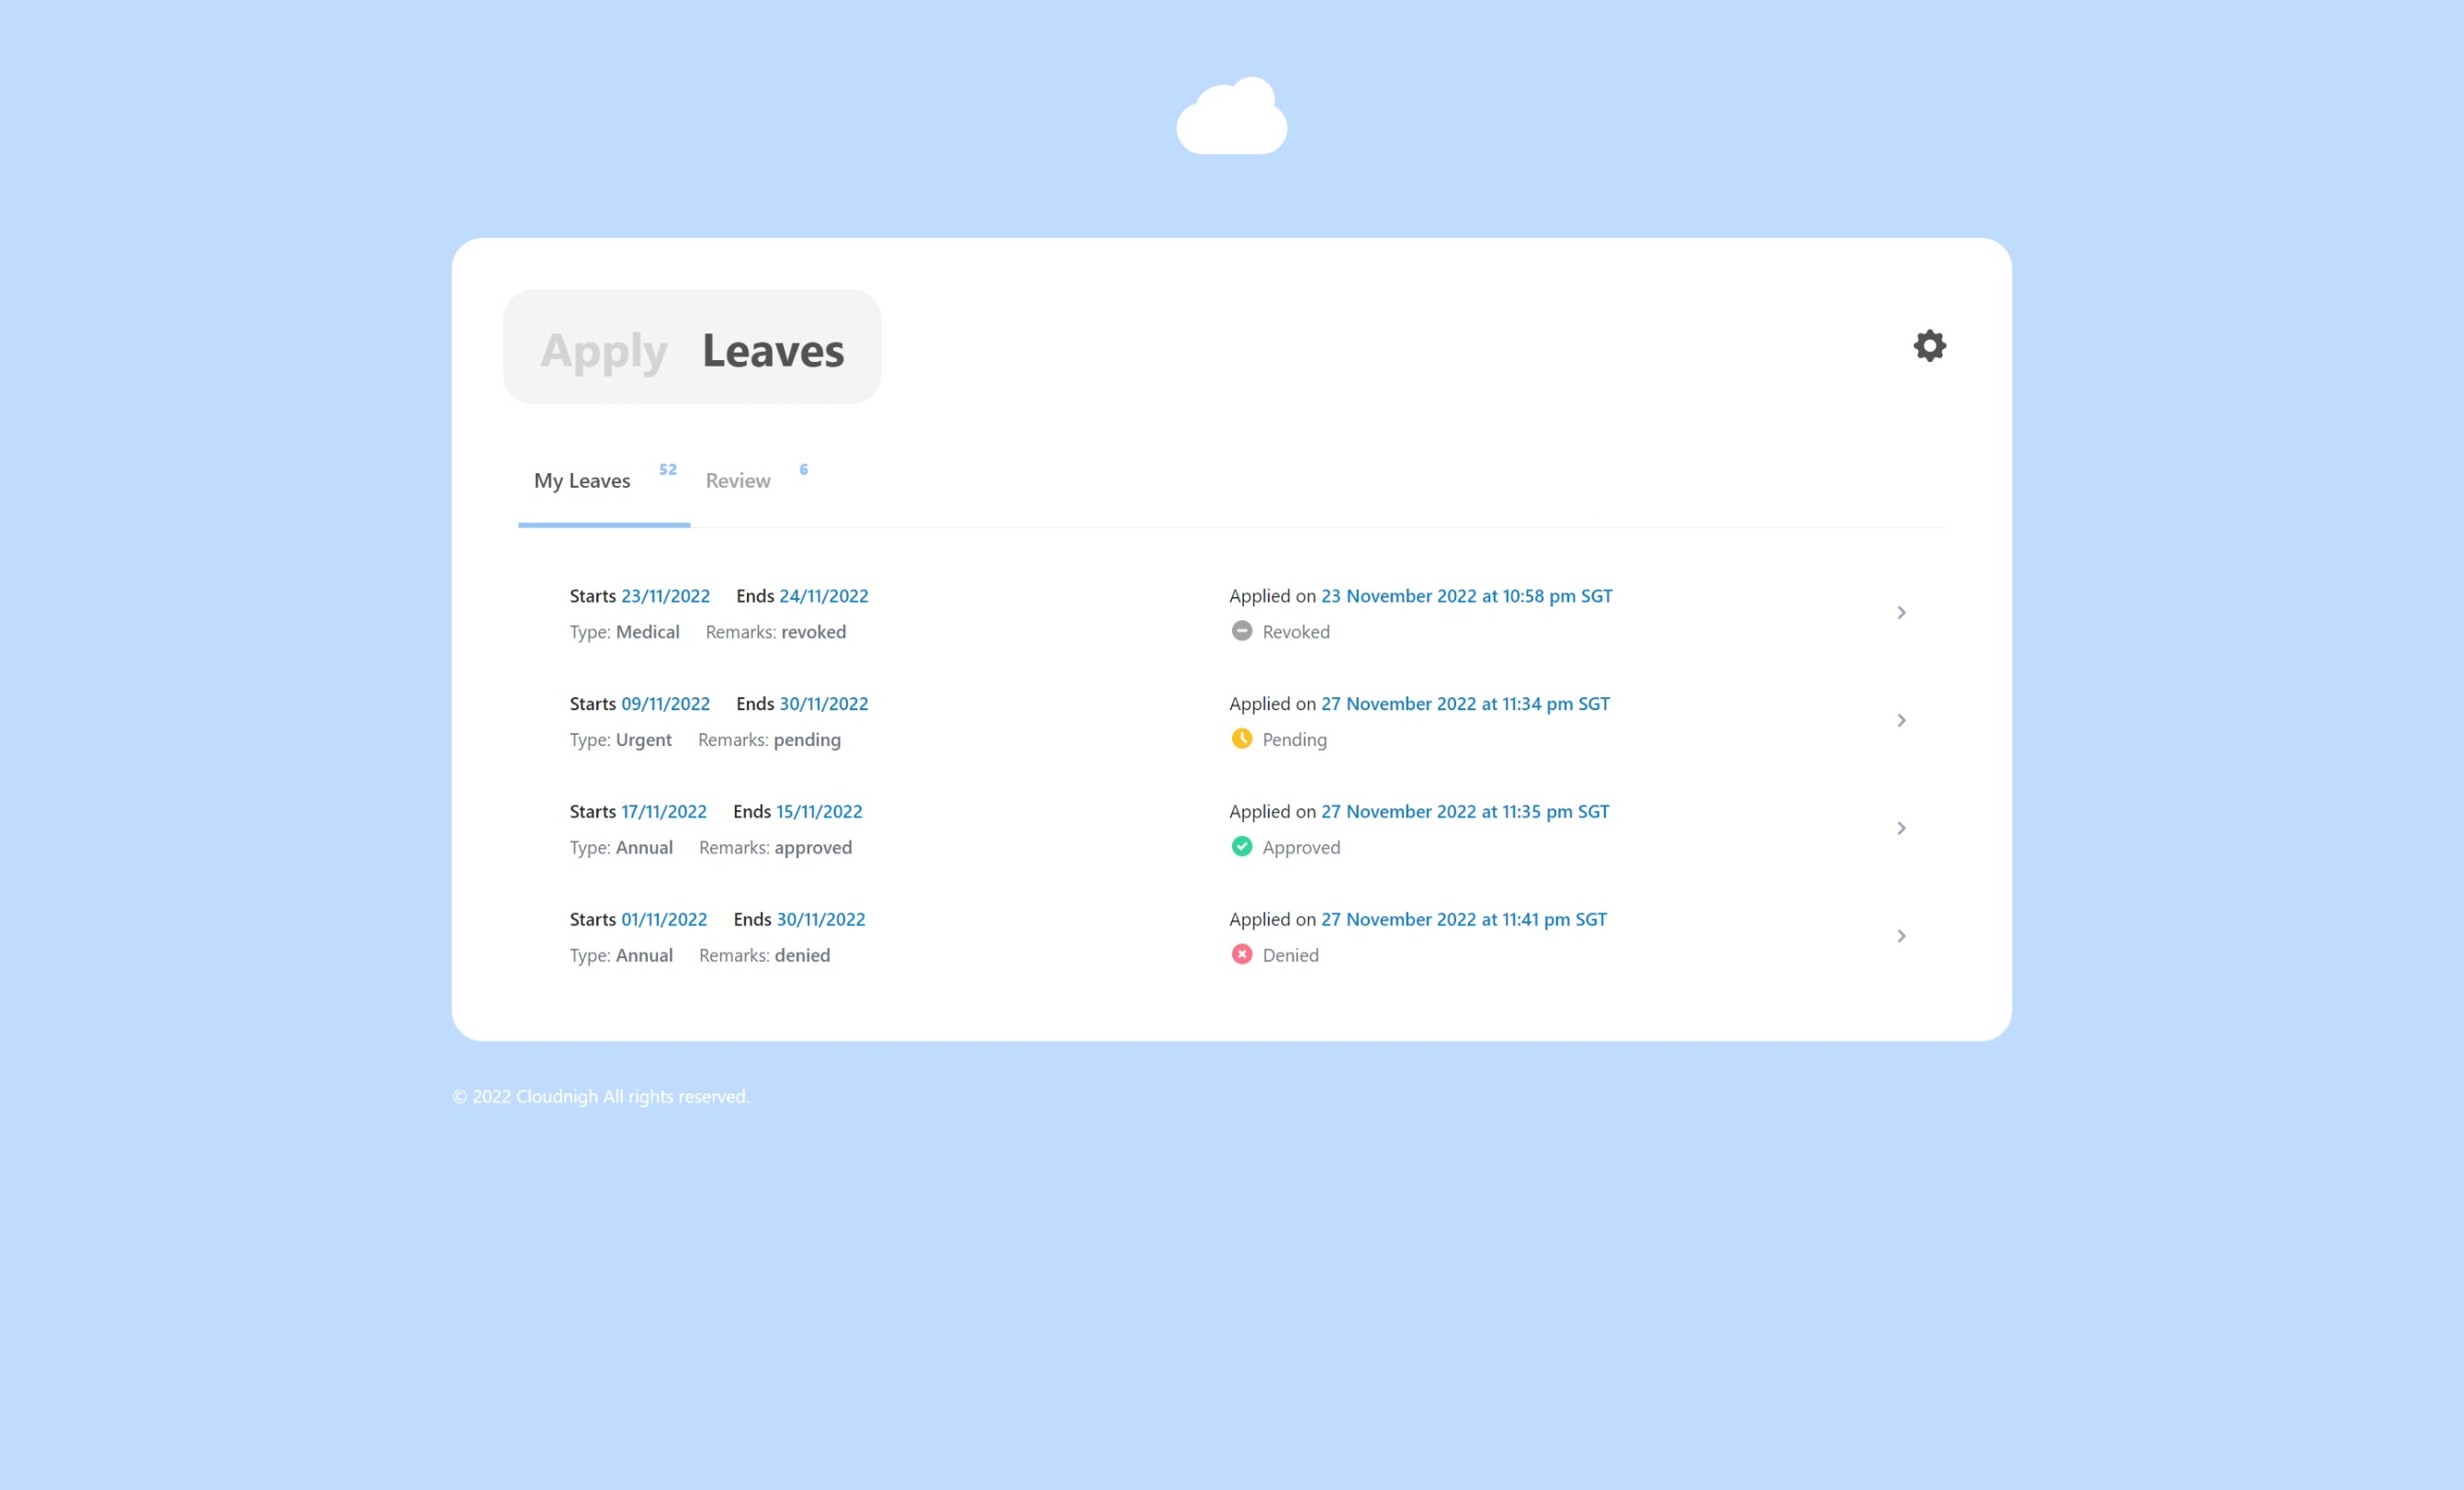 Apply Leaves
My Leaves 52 Review 6
Starts 23/11/2022 Ends 24/11/2022 Applied on 23 November 2022 at 10:58 pm SGT
Type: Medical Remarks: revoked Revoked
Starts 09/11/2022 Ends 30/11/2022 Applied on 27 November 2022 at 11:34 pm SGT
Type: Urgent Remarks: pending Pending
Starts 17/11/2022 Ends 15/11/2022 Applied on 27 November 2022 at 11:35 pm SGT
Type: Annual Remarks: approved Approved
Starts 01/11/2022 Ends 30/11/2022 Applied on 27 November 2022 at 11:41 pm SGT
Type: Annual Remarks: denied Denied
© 2022 Cloudnigh All rights reserved.